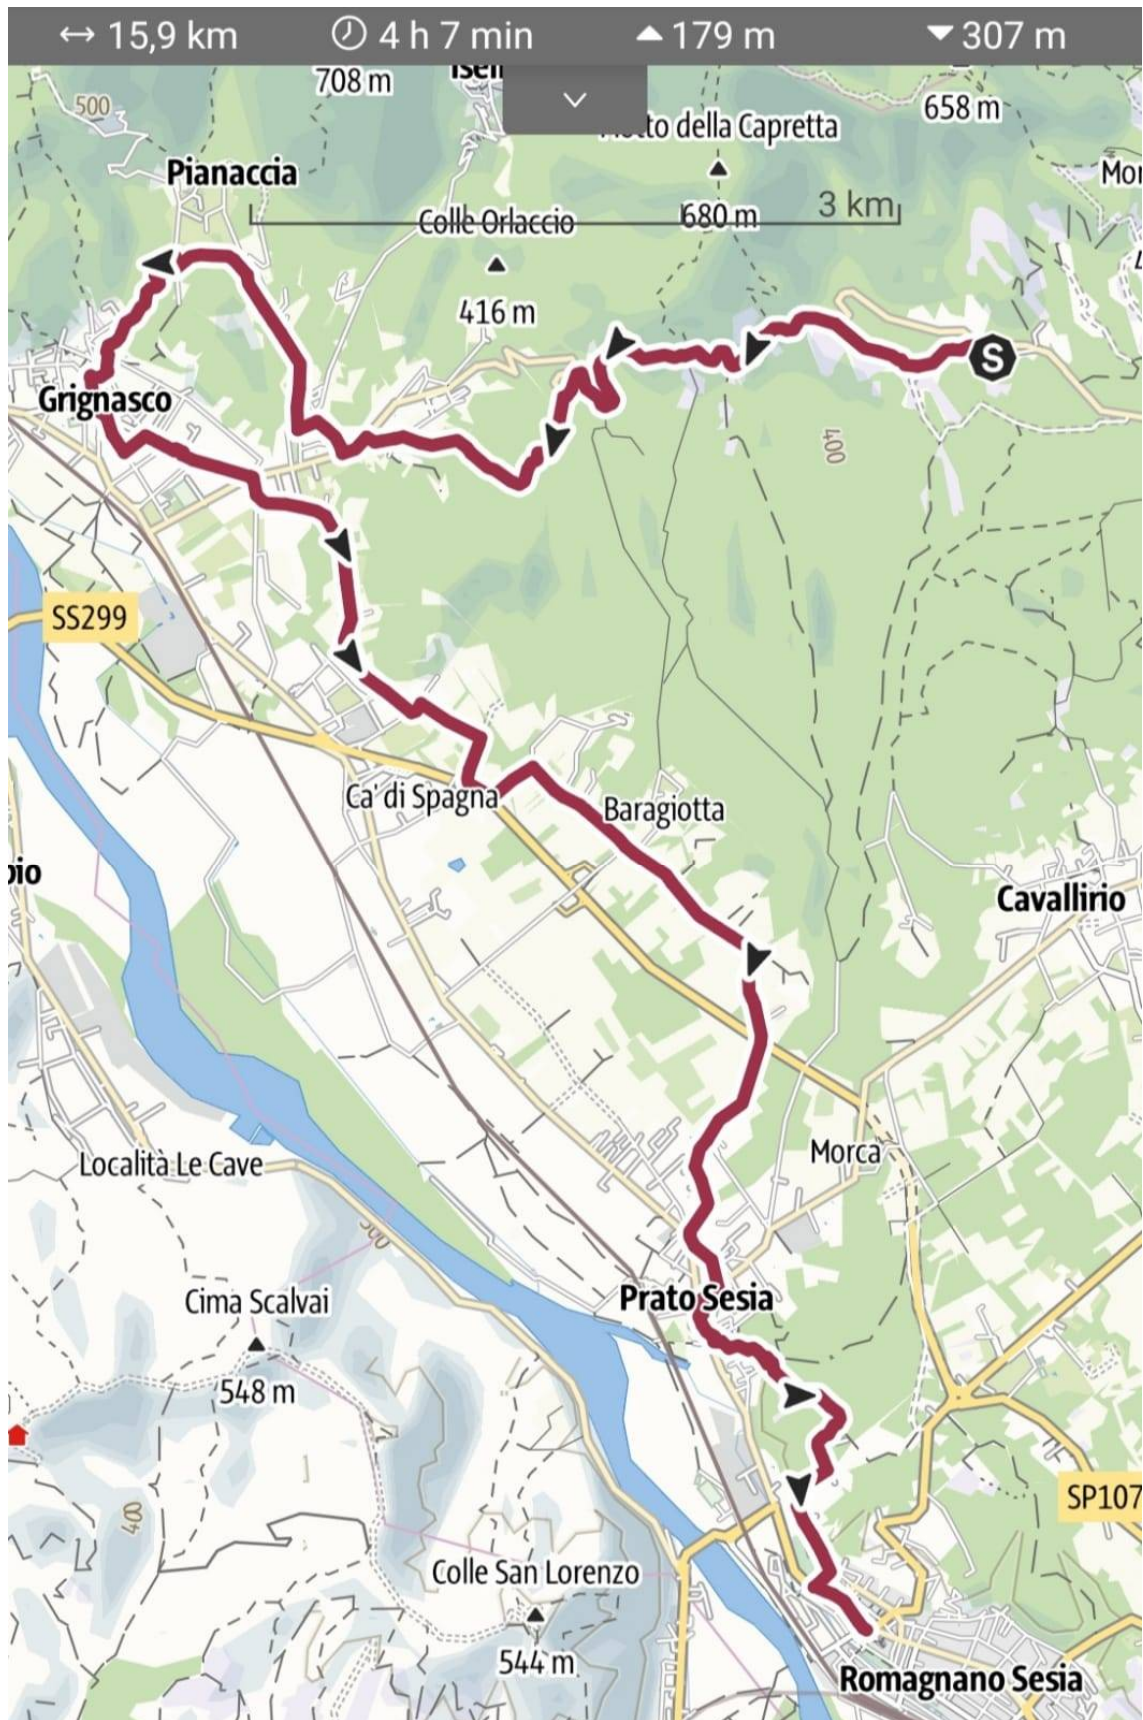 15,9 km
4 h 7 min
179 m
307 m
708 m
500
658 m
della Capretta
Pianaccia
680 m
3 km
Colle Orlaccio
416 m
S
Grignasco
400
SS299
Ca' di Spagna
Baragiotta
Cavallirio
Morca
Località Le Cave
300
Cima Scalvai
548 m
Prato Sesia
SP107
400
Colle San Lorenzo
544 m
Romagnano Sesia